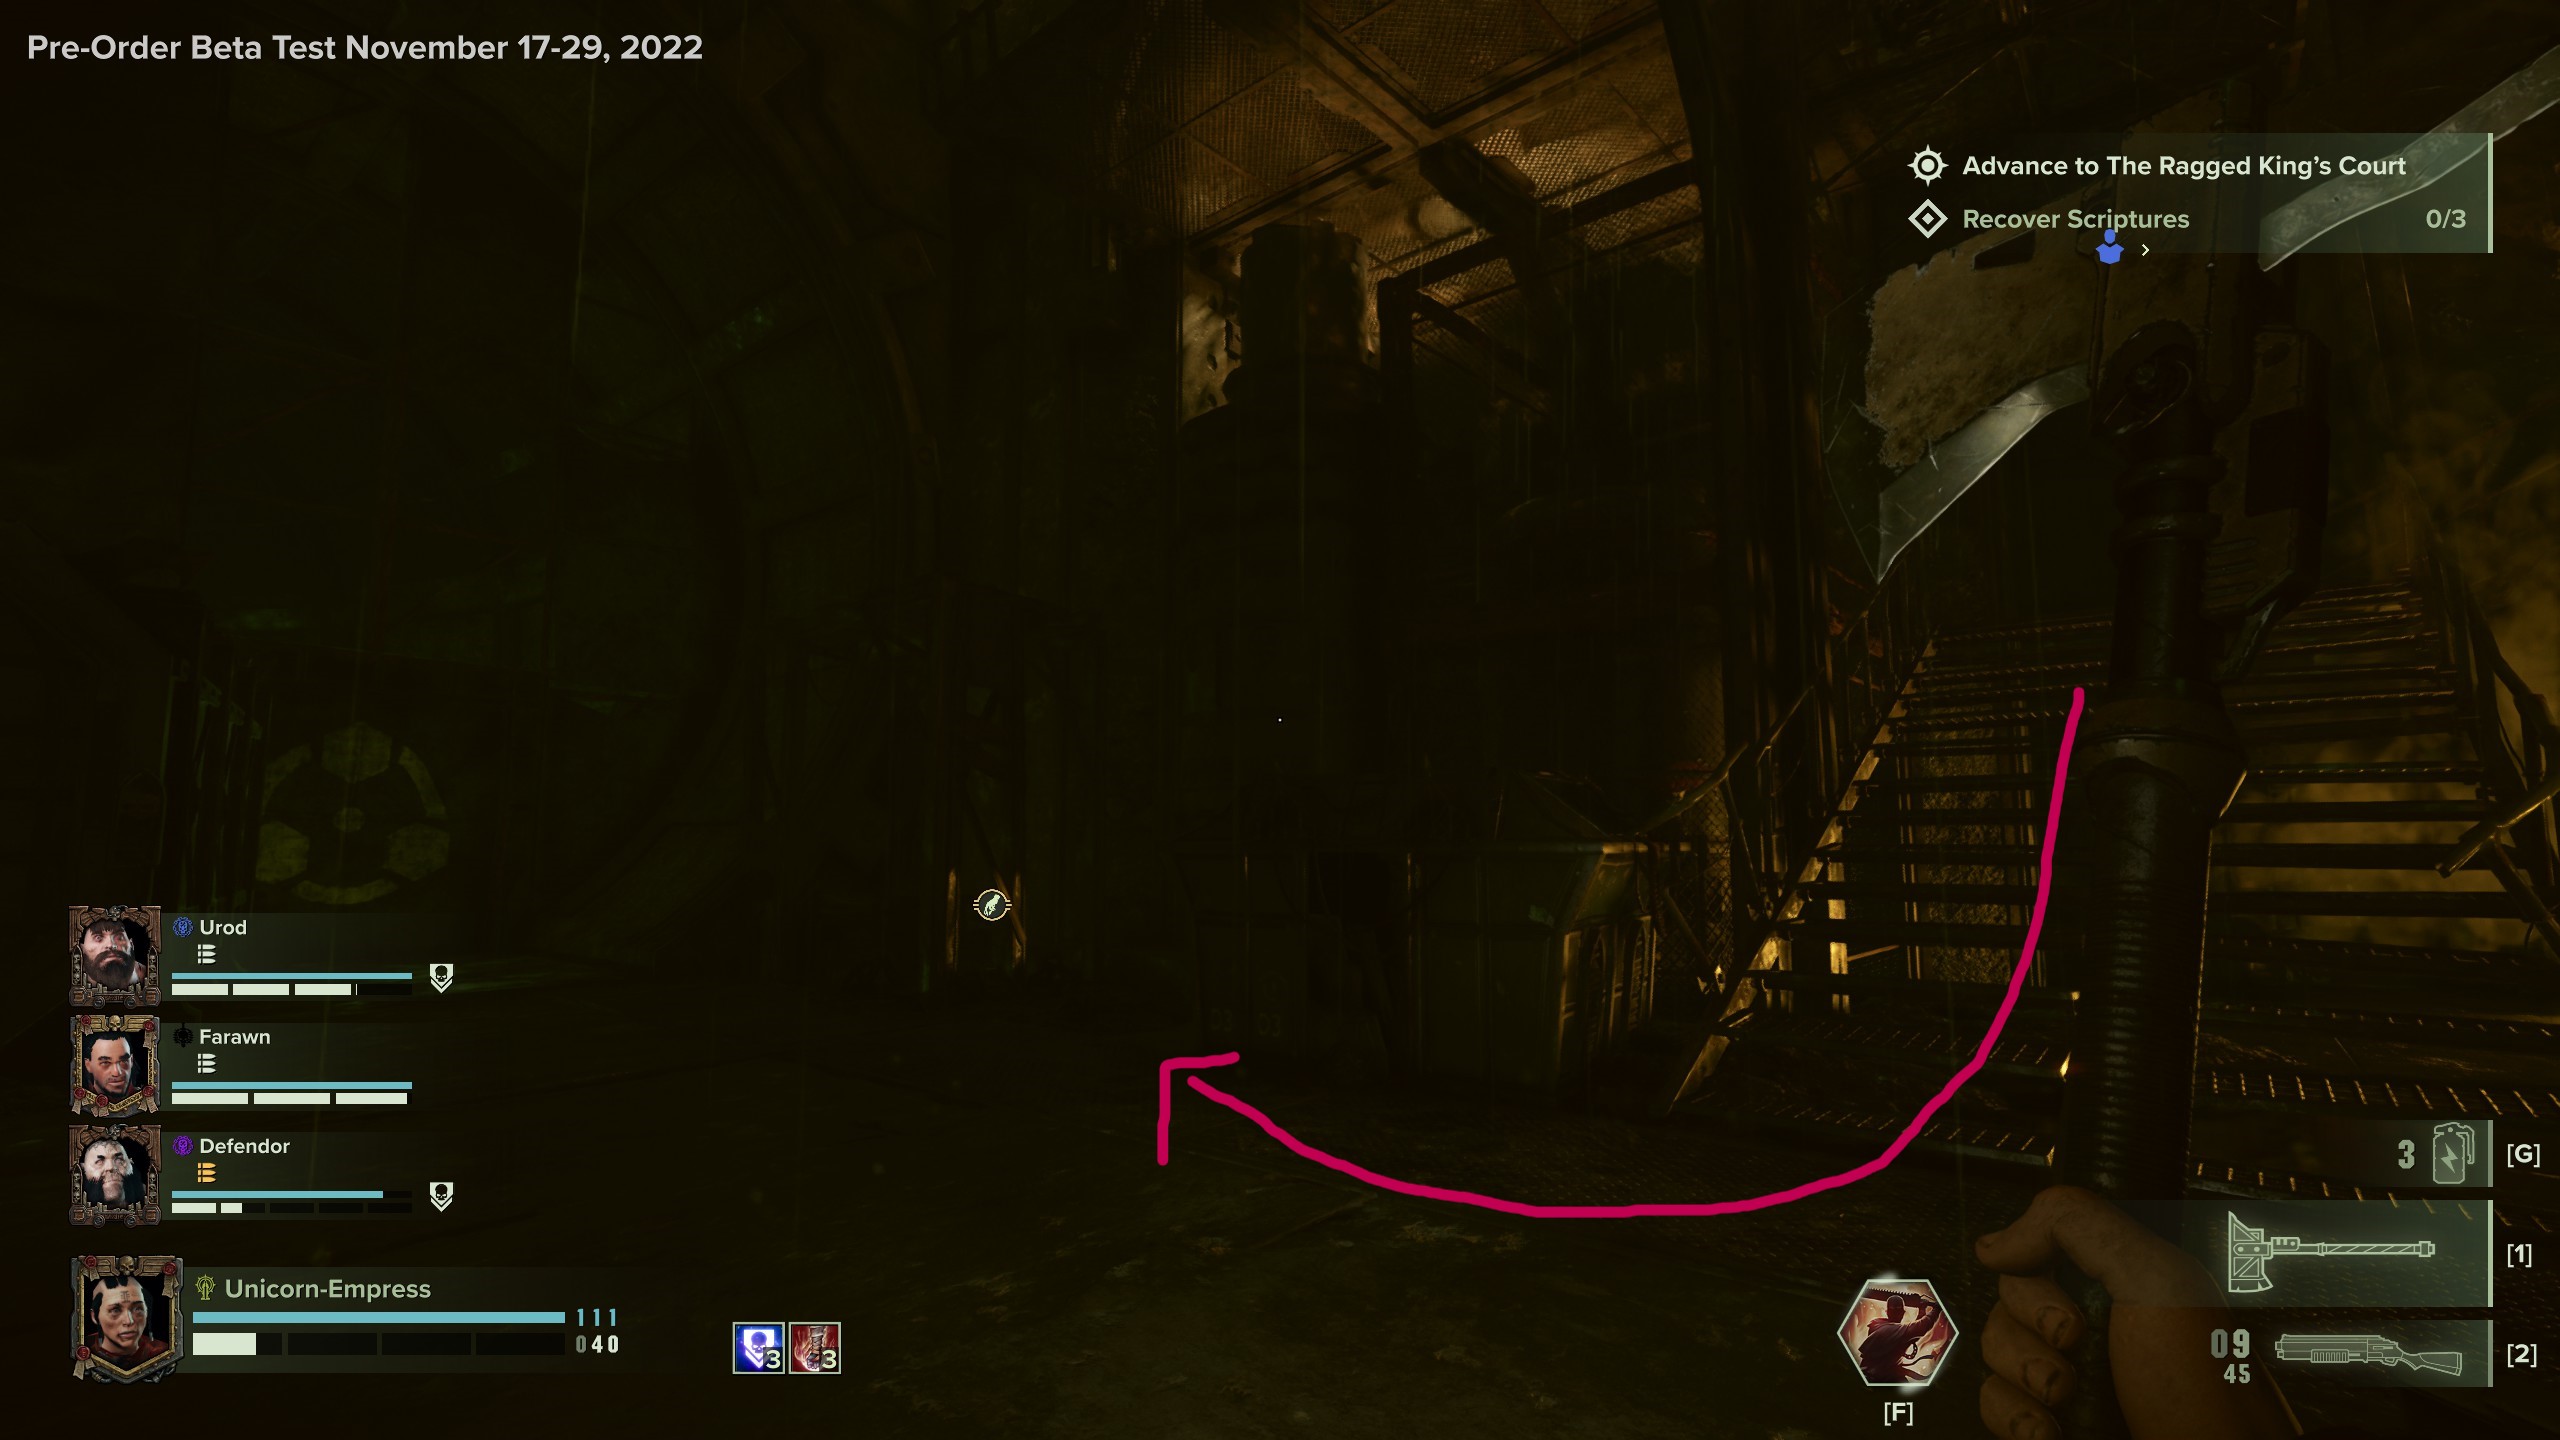 Pre-Order Beta Test November 17-29, 2022
Advance to The Ragged King's Court
Recover Scriptures 0/3
Urod
Farawn
Defendor
Unicorn-Empress
111
040
3
3
3 [G]
[1]
09
45
[2]
[F]